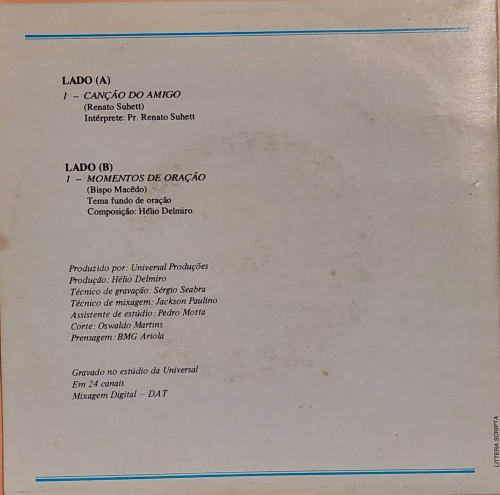 LADO (A)
1 – CANÇÃO DO AMIGO
(Renato Suhett)
Intérprete: Pr. Renato Suhett
LADO (B)
1 – MOMENTOS DE ORAÇÃO
(Bispo Macêdo)
Tema fundo de oração
Composição: Hélio Delmiro
Produzido por: Universal Produções
Produção: Hélio Delmiro
Técnico de gravação: Sérgio Seabra
Técnico de mixagem: Jackson Paulino
Assistente de estúdio: Pedro Motta
Corte: Oswaldo Martins
Prensagem: BMG Ariola
Gravado no estúdio da Universal
Em 24 canais
Mixagem Digital – DAT
LITTERA SCRIPTA